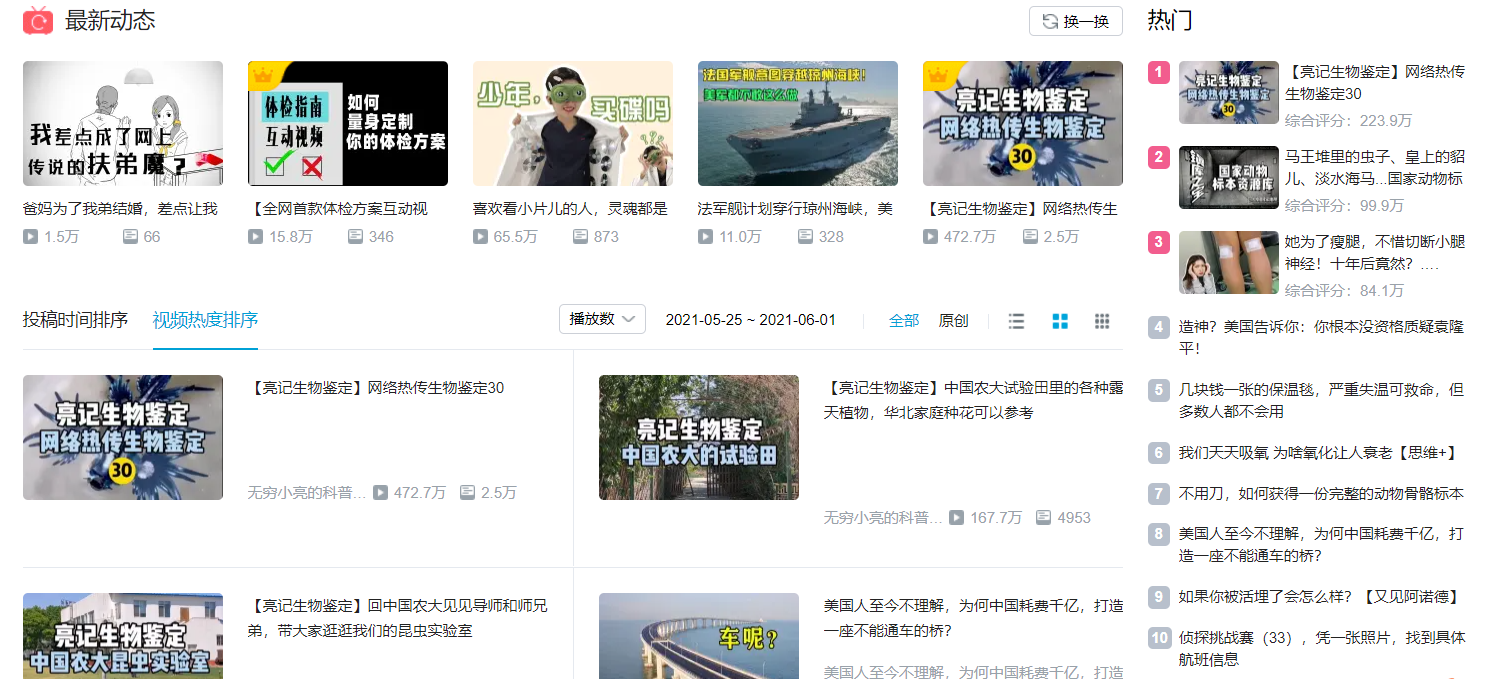 最新动态
换一换
我差点成了网上
传说的扶弟魔?
爸妈为了我弟结婚，差点让我
1.5万 66
体检指南
互动视频
如何
量身定制
你的体检方案
【全网首款体检方案互动视
15.8万 346
少年，
买碟吗
喜欢看小片儿的人，灵魂都是
65.5万 873
法国军舰意图穿越琼州海峡!
美军都不敢这么做
法军舰计划穿行琼州海峡，美
11.0万 328
亮记生物鉴定
网络热传生物鉴定
30
【亮记生物鉴定】网络热传生
472.7万 2.5万
投稿时间排序 视频热度排序 播放数 2021-05-25 ~ 2021-06-01 全部 原创
亮记生物鉴定
网络热传生物鉴定
30
【亮记生物鉴定】网络热传生物鉴定30
无穷小亮的科普... 472.7万 2.5万
亮记生物鉴定
中国农大的试验田
【亮记生物鉴定】中国农大试验田里的各种露
天植物，华北家庭种花可以参考
无穷小亮的科普... 167.7万 4953
亮记生物鉴定
中国农大昆虫实验室
【亮记生物鉴定】回中国农大见见导师和师兄
弟，带大家逛逛我们的昆虫实验室
车呢?
美国人至今不理解，为何中国耗费千亿，打造
一座不能通车的桥?
美国人至今不理解，为何中国耗费千亿，打造
热门
1
亮记生物鉴定
网络热传生物鉴定
30
【亮记生物鉴定】网络热传
生物鉴定30
综合评分：223.9万
2
国家动物
标本资源库
马王堆里的虫子、皇上的貂
儿、淡水海马...国家动物标
综合评分：99.9万
3
她为了瘦腿，不惜切断小腿
神经！十年后竟然？....
综合评分：84.1万
4 造神？美国告诉你：你根本没资格质疑袁隆
平！
5 几块钱一张的保温毯，严重失温可救命，但
多数人都不会用
6 我们天天吸氧 为啥氧化让人衰老【思维+】
7 不用刀，如何获得一份完整的动物骨骼标本
8 美国人至今不理解，为何中国耗费千亿，打
造一座不能通车的桥?
9 如果你被活埋了会怎么样？【又见阿诺德】
10 侦探挑战赛（33），凭一张照片，找到具体
航班信息